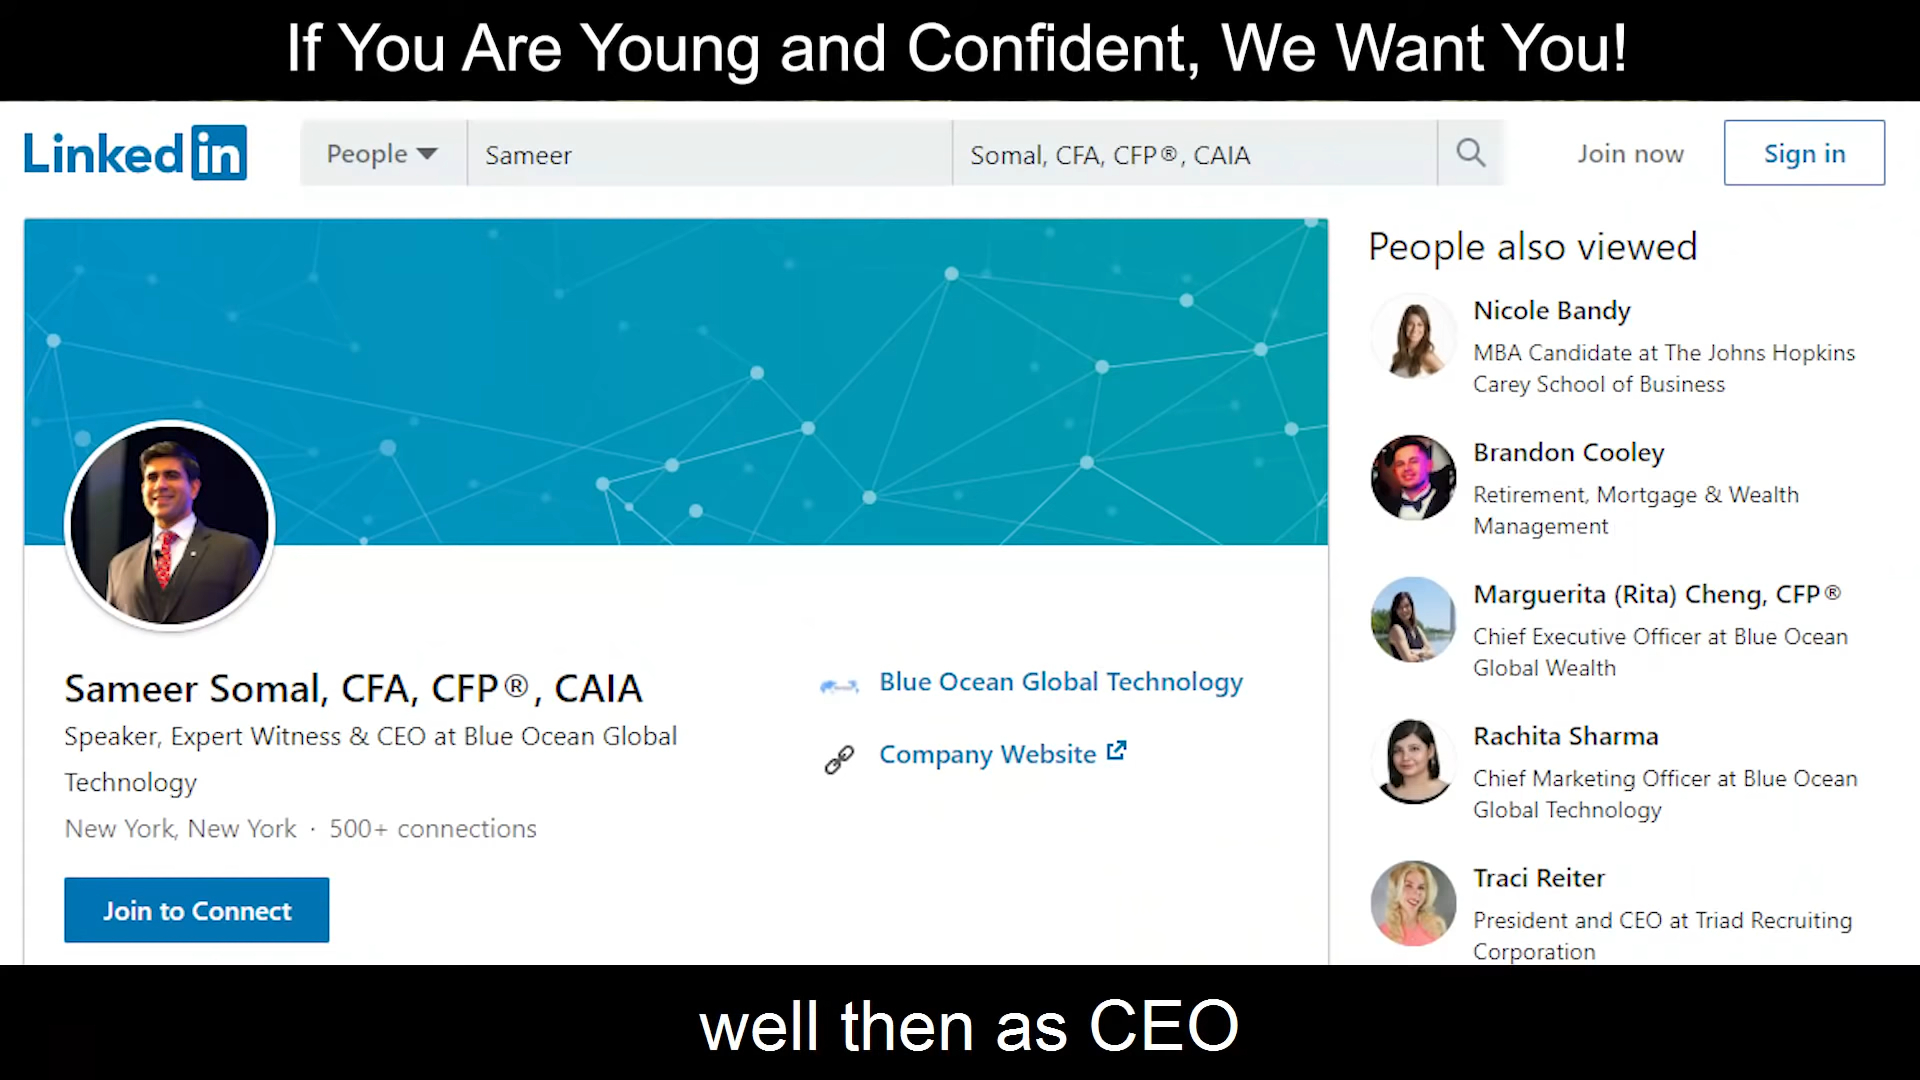 If You Are Young and Confident, We Want You!
Linked in
People
Sameer
Somal, CFA, CFP®, CAIA
Join now
Sign in
Sameer Somal, CFA, CFP®, CAIA
Speaker, Expert Witness & CEO at Blue Ocean Global
Technology
New York, New York · 500+ connections
Join to Connect
Blue Ocean Global Technology
Company Website
People also viewed
Nicole Bandy
MBA Candidate at The Johns Hopkins
Carey School of Business
Brandon Cooley
Retirement, Mortgage & Wealth
Management
Marguerita (Rita) Cheng, CFP®
Chief Executive Officer at Blue Ocean
Global Wealth
Rachita Sharma
Chief Marketing Officer at Blue Ocean
Global Technology
Traci Reiter
President and CEO at Triad Recruiting
Corporation
well then as CEO